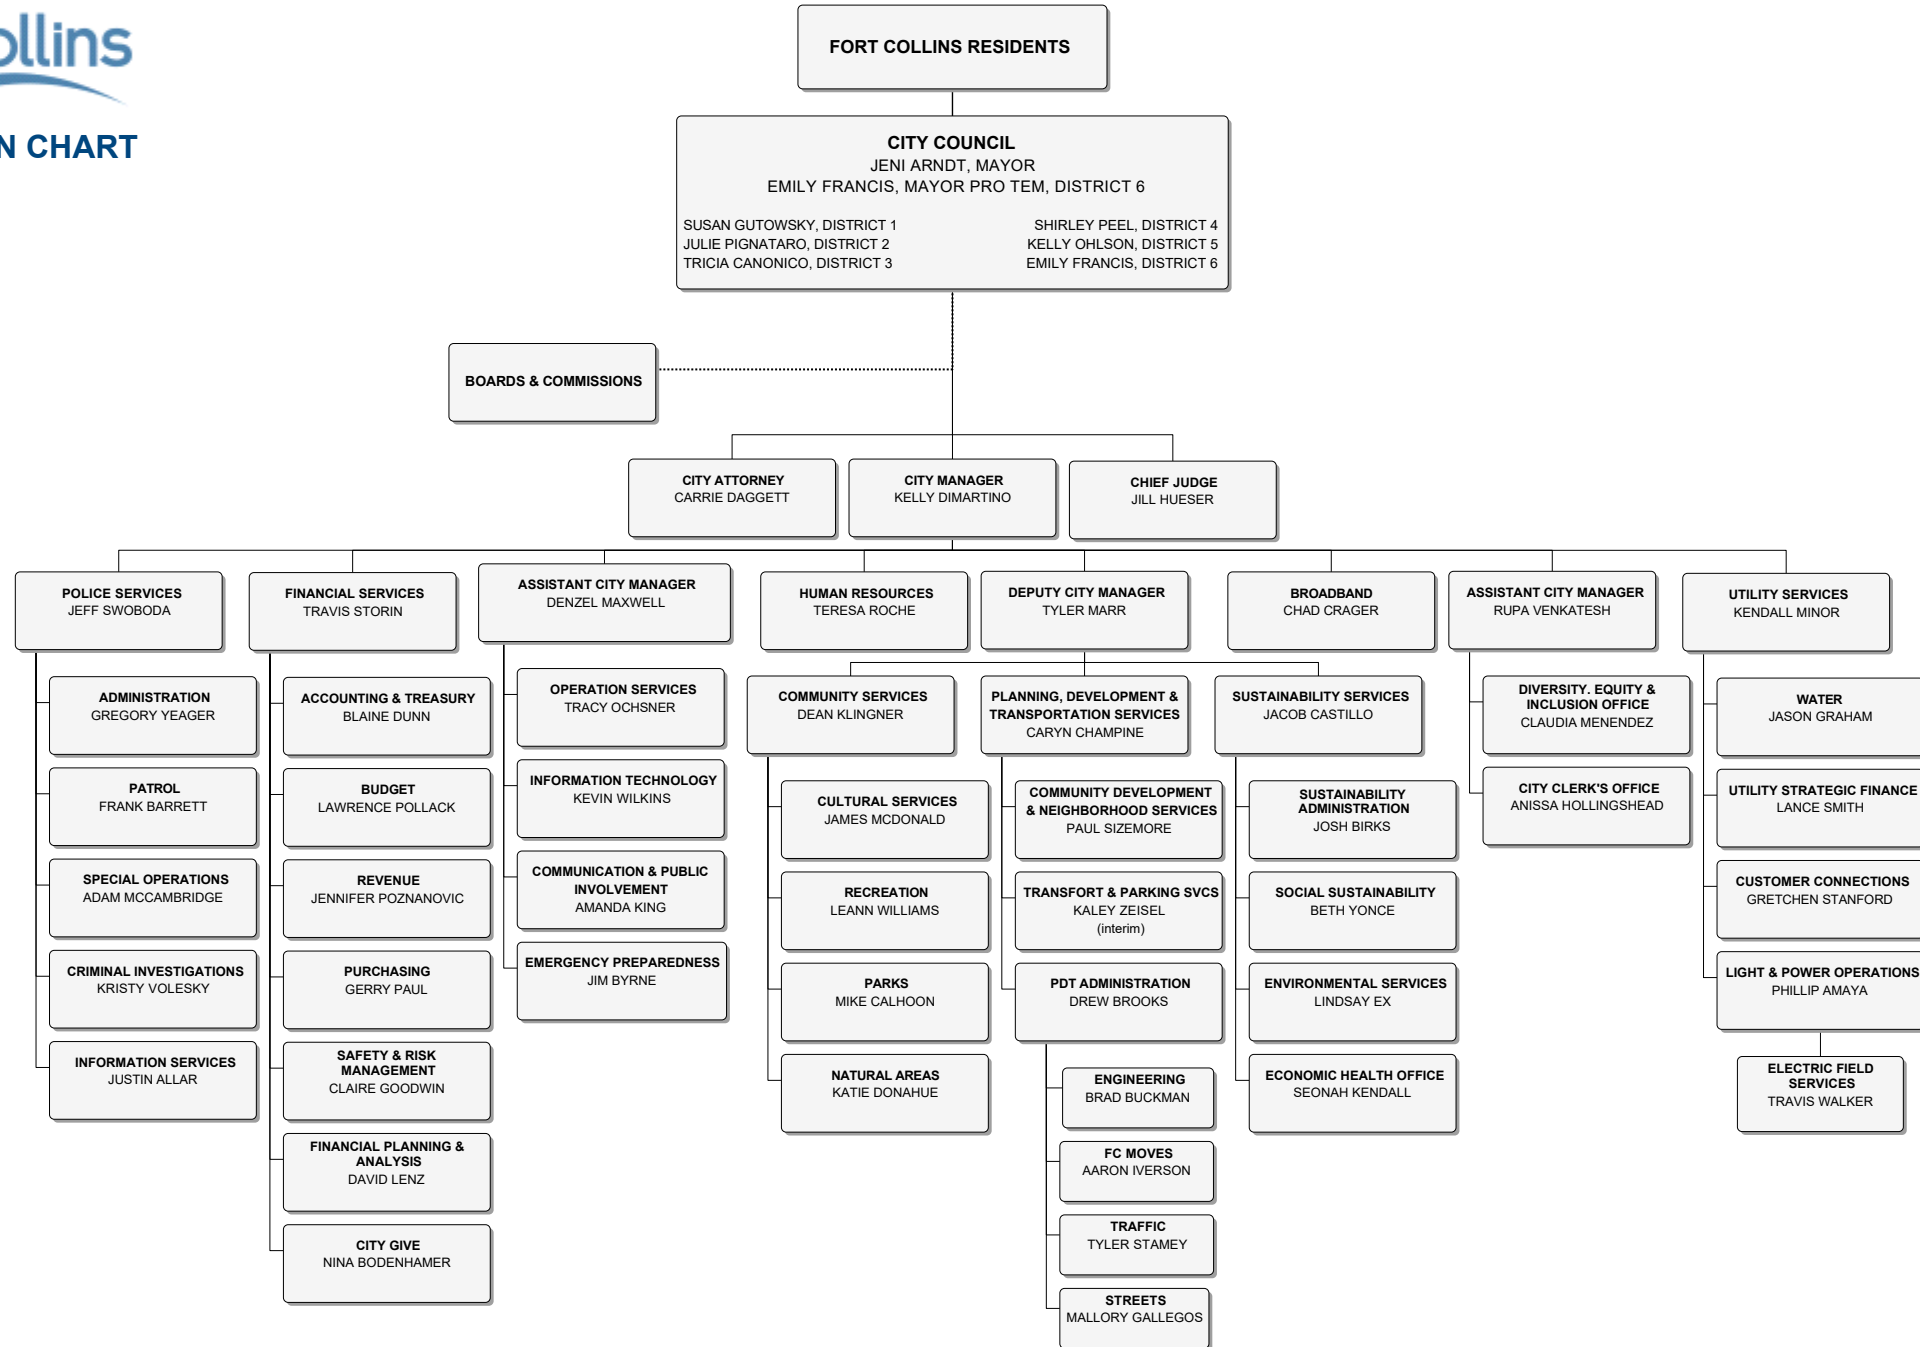 ollins
N CHART
FORT COLLINS RESIDENTS
CITY COUNCIL
JENI ARNDT, MAYOR
EMILY FRANCIS, MAYOR PRO TEM, DISTRICT 6
SUSAN GUTOWSKY, DISTRICT 1
JULIE PIGNATARO, DISTRICT 2
TRICIA CANONICO, DISTRICT 3
SHIRLEY PEEL, DISTRICT 4
KELLY OHLSON, DISTRICT 5
EMILY FRANCIS, DISTRICT 6
BOARDS & COMMISSIONS
CITY ATTORNEY
CARRIE DAGGETT
CITY MANAGER
KELLY DIMARTINO
CHIEF JUDGE
JILL HUESER
POLICE SERVICES
JEFF SWOBODA
FINANCIAL SERVICES
TRAVIS STORIN
ASSISTANT CITY MANAGER
DENZEL MAXWELL
HUMAN RESOURCES
TERESA ROCHE
DEPUTY CITY MANAGER
TYLER MARR
BROADBAND
CHAD CRAGER
ASSISTANT CITY MANAGER
RUPA VENKATESH
UTILITY SERVICES
KENDALL MINOR
ADMINISTRATION
GREGORY YEAGER
PATROL
FRANK BARRETT
SPECIAL OPERATIONS
ADAM MCCAMBRIDGE
CRIMINAL INVESTIGATIONS
KRISTY VOLESKY
INFORMATION SERVICES
JUSTIN ALLAR
ACCOUNTING & TREASURY
BLAINE DUNN
BUDGET
LAWRENCE POLLACK
REVENUE
JENNIFER POZNANOVIC
PURCHASING
GERRY PAUL
SAFETY & RISK
MANAGEMENT
CLAIRE GOODWIN
FINANCIAL PLANNING &
ANALYSIS
DAVID LENZ
CITY GIVE
NINA BODENHAMER
OPERATION SERVICES
TRACY OCHSNER
INFORMATION TECHNOLOGY
KEVIN WILKINS
COMMUNICATION & PUBLIC
INVOLVEMENT
AMANDA KING
EMERGENCY PREPAREDNESS
JIM BYRNE
COMMUNITY SERVICES
DEAN KLINGNER
CULTURAL SERVICES
JAMES MCDONALD
RECREATION
LEANN WILLIAMS
PARKS
MIKE CALHOON
NATURAL AREAS
KATIE DONAHUE
PLANNING, DEVELOPMENT &
TRANSPORTATION SERVICES
CARYN CHAMPINE
COMMUNITY DEVELOPMENT
& NEIGHBORHOOD SERVICES
PAUL SIZEMORE
TRANSFORT & PARKING SVCS
KALEY ZEISEL
(interim)
PDT ADMINISTRATION
DREW BROOKS
ENGINEERING
BRAD BUCKMAN
FC MOVES
AARON IVERSON
TRAFFIC
TYLER STAMEY
STREETS
MALLORY GALLEGOS
SUSTAINABILITY SERVICES
JACOB CASTILLO
SUSTAINABILITY
ADMINISTRATION
JOSH BIRKS
SOCIAL SUSTAINABILITY
BETH YONCE
ENVIRONMENTAL SERVICES
LINDSAY EX
ECONOMIC HEALTH OFFICE
SEONAH KENDALL
DIVERSITY. EQUITY &
INCLUSION OFFICE
CLAUDIA MENENDEZ
CITY CLERK'S OFFICE
ANISSA HOLLINGSHEAD
WATER
JASON GRAHAM
UTILITY STRATEGIC FINANCE
LANCE SMITH
CUSTOMER CONNECTIONS
GRETCHEN STANFORD
LIGHT & POWER OPERATIONS
PHILLIP AMAYA
ELECTRIC FIELD
SERVICES
TRAVIS WALKER